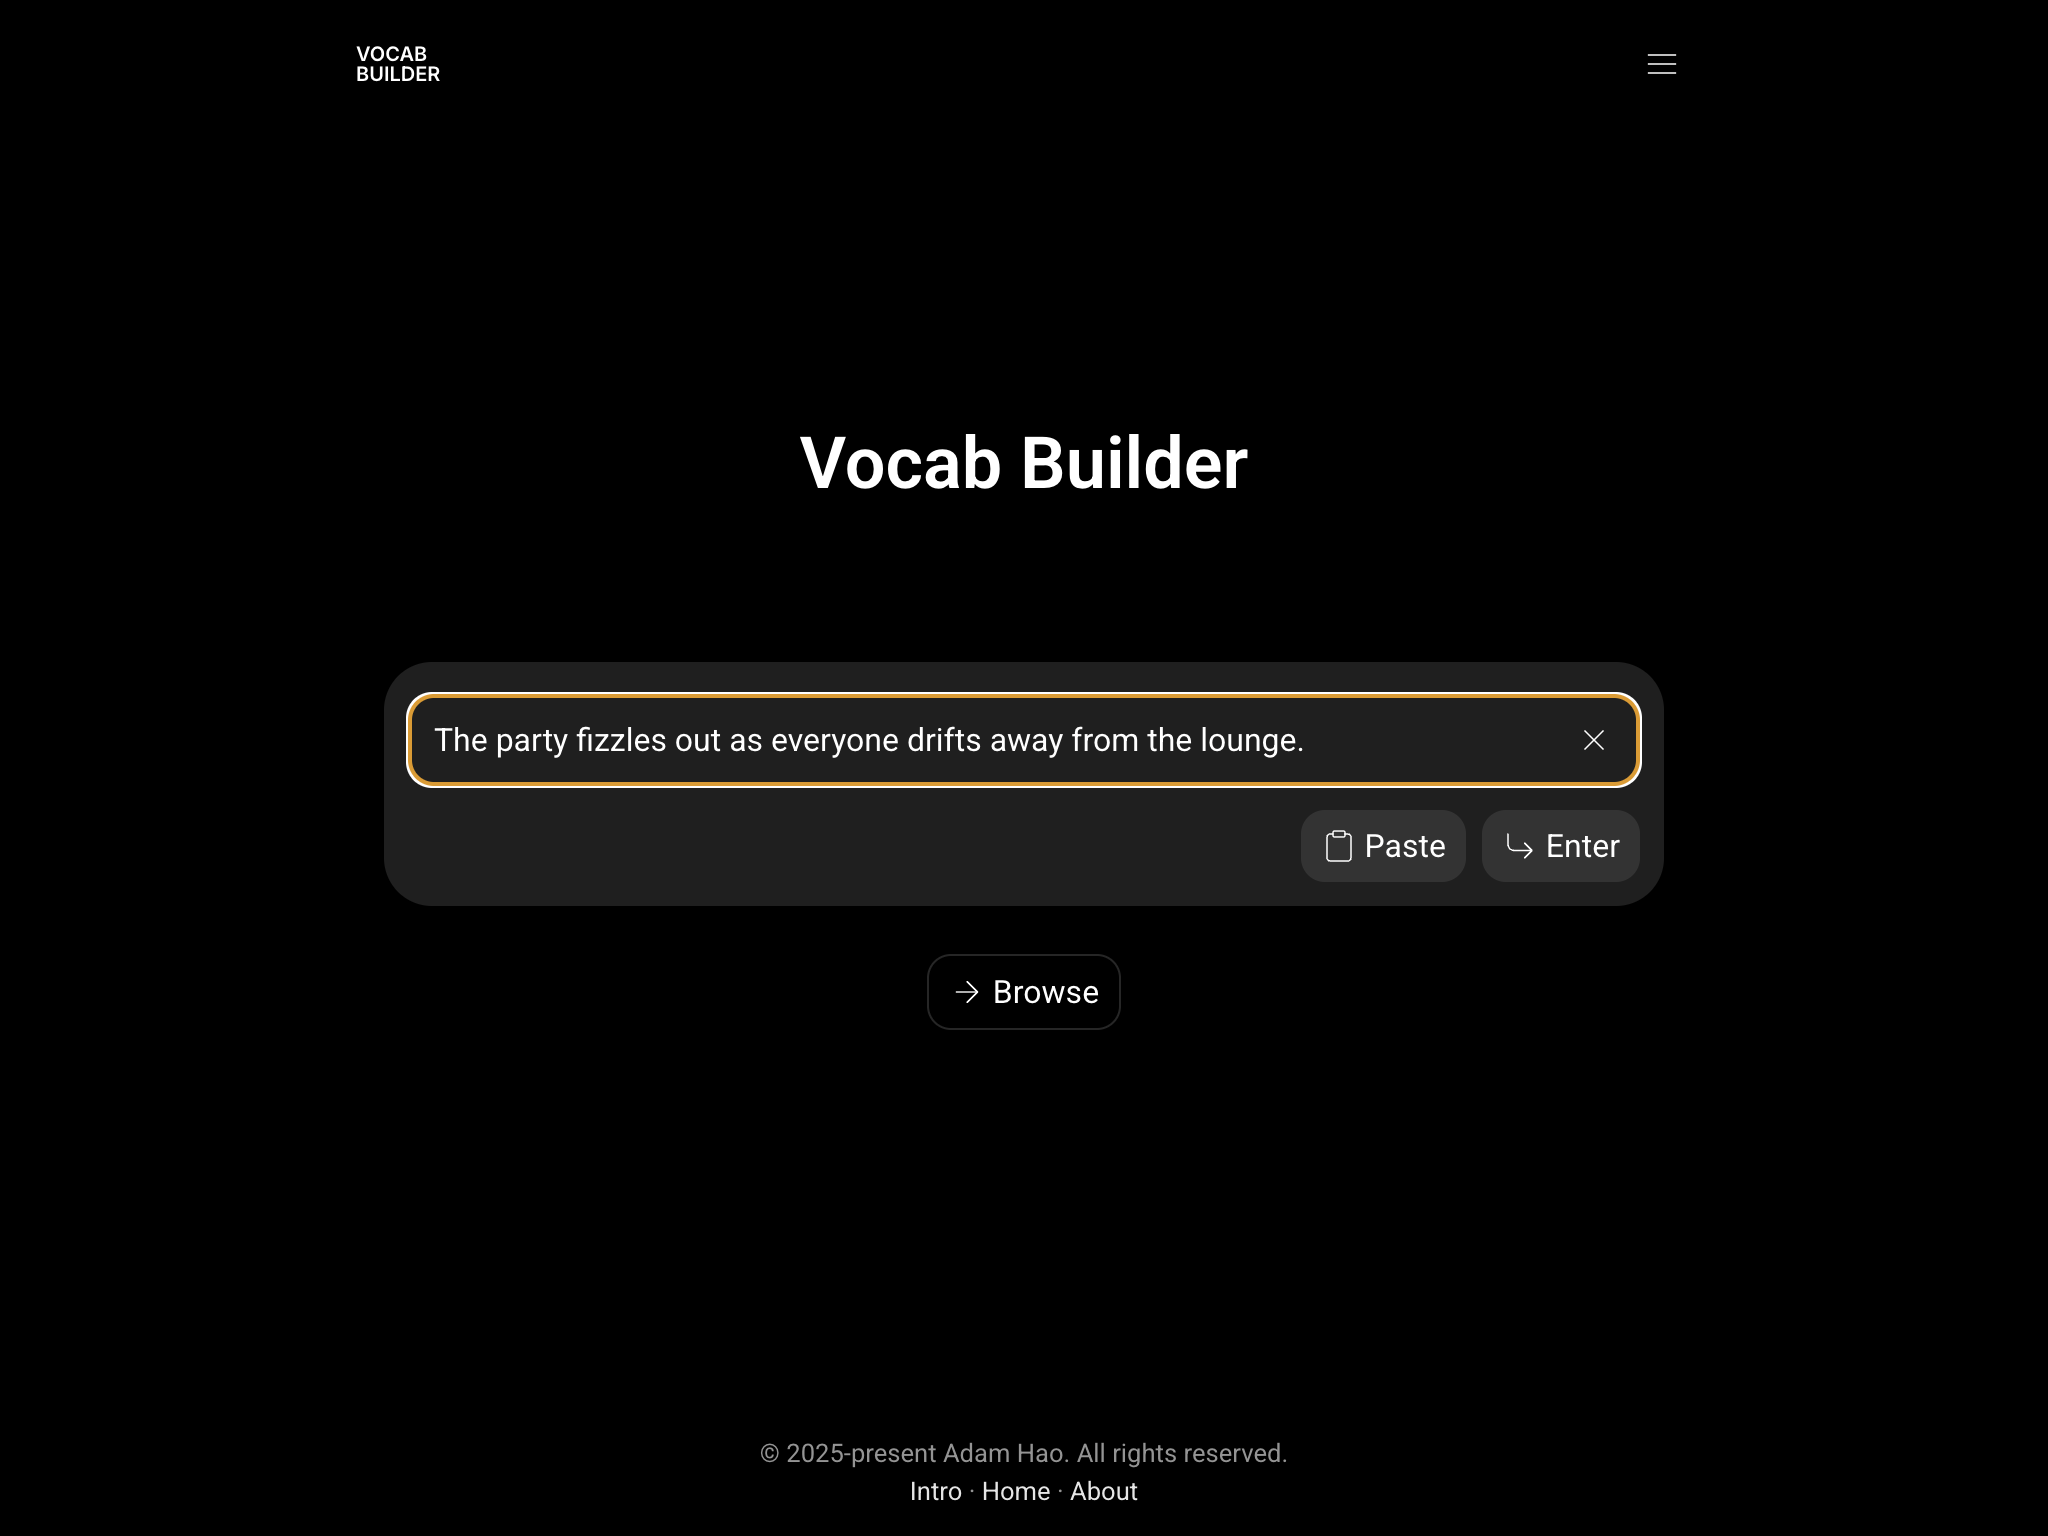 VOCAB
BUILDER
Vocab Builder
The party fizzles out as everyone drifts away from the lounge.
Paste
Enter
Browse
© 2025-present Adam Hao. All rights reserved.
Intro · Home · About